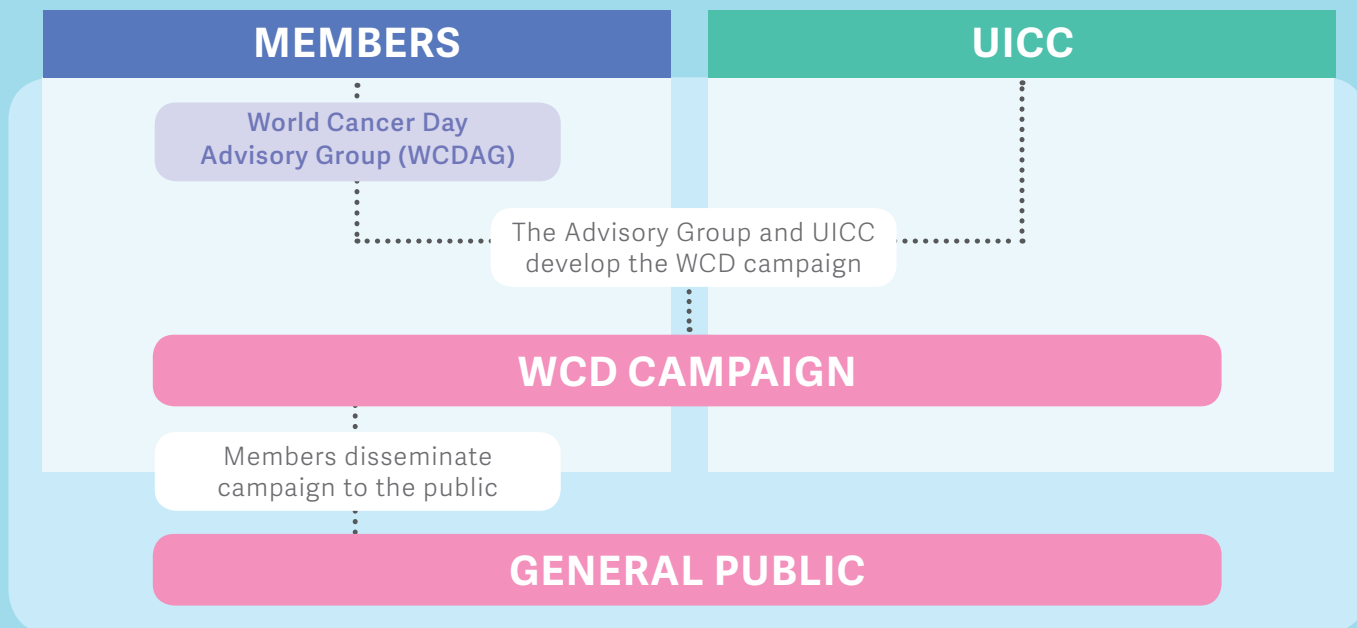 MEMBERS
UICC
World Cancer Day
Advisory Group (WCDAG)
The Advisory Group and UICC
develop the WCD campaign
WCD CAMPAIGN
Members disseminate
campaign to the public
GENERAL PUBLIC